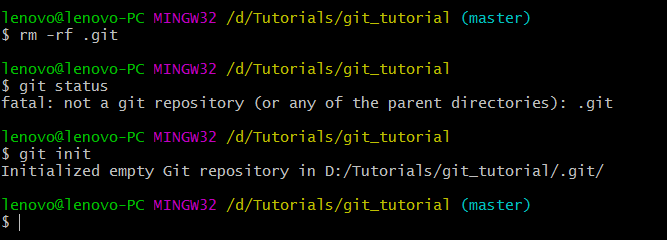 lenovo@lenovo-PC MINGW32 /d/Tutorials/git_tutorial (master)
$ rm -rf .git
lenovo@lenovo-PC MINGW32 /d/Tutorials/git_tutorial
$ git status
fatal: not a git repository (or any of the parent directories): .git
lenovo@lenovo-PC MINGW32 /d/Tutorials/git_tutorial
$ git init
Initialized empty Git repository in D:/Tutorials/git_tutorial/.git/
lenovo@lenovo-PC MINGW32 /d/Tutorials/git_tutorial (master)
$